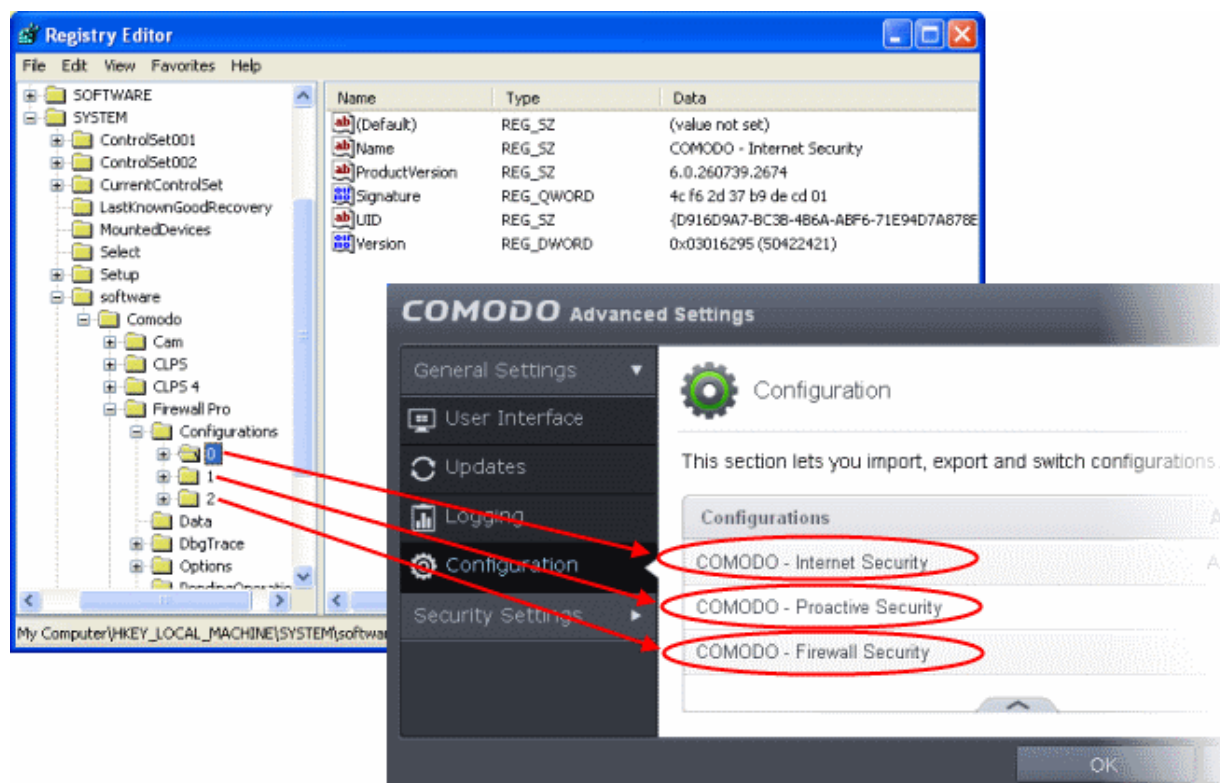 Registry Editor
File Edit View Favorites Help
SOFTWARE
SYSTEM
ControlSet001
ControlSet002
CurrentControlSet
LastKnownGoodRecovery
MountedDevices
Select
Setup
software
Comodo
Cam
CLPS
CLPS 4
Firewall Pro
Configurations
0
1
2
Data
DbgTrace
Options
Name Type Data
(Default) REG_SZ (value not set)
Name REG_SZ COMODO - Internet Security
ProductVersion REG_SZ 6.0.260739.2674
Signature REG_QWORD 4c f6 2d 37 b9 de cd 01
UID REG_SZ {D916D9A7-BC38-4B6A-ABF6-71E94D7A878E
Version REG_DWORD 0x03016295 (50422421)
My Computer\HKEY_LOCAL_MACHINE\SYSTEM\softwar
COMODO Advanced Settings
General Settings
User Interface
Updates
Logging
Configuration
Security Settings
Configuration
This section lets you import, export and switch configurations
Configurations A
COMODO - Internet Security A
COMODO - Proactive Security
COMODO - Firewall Security
OK